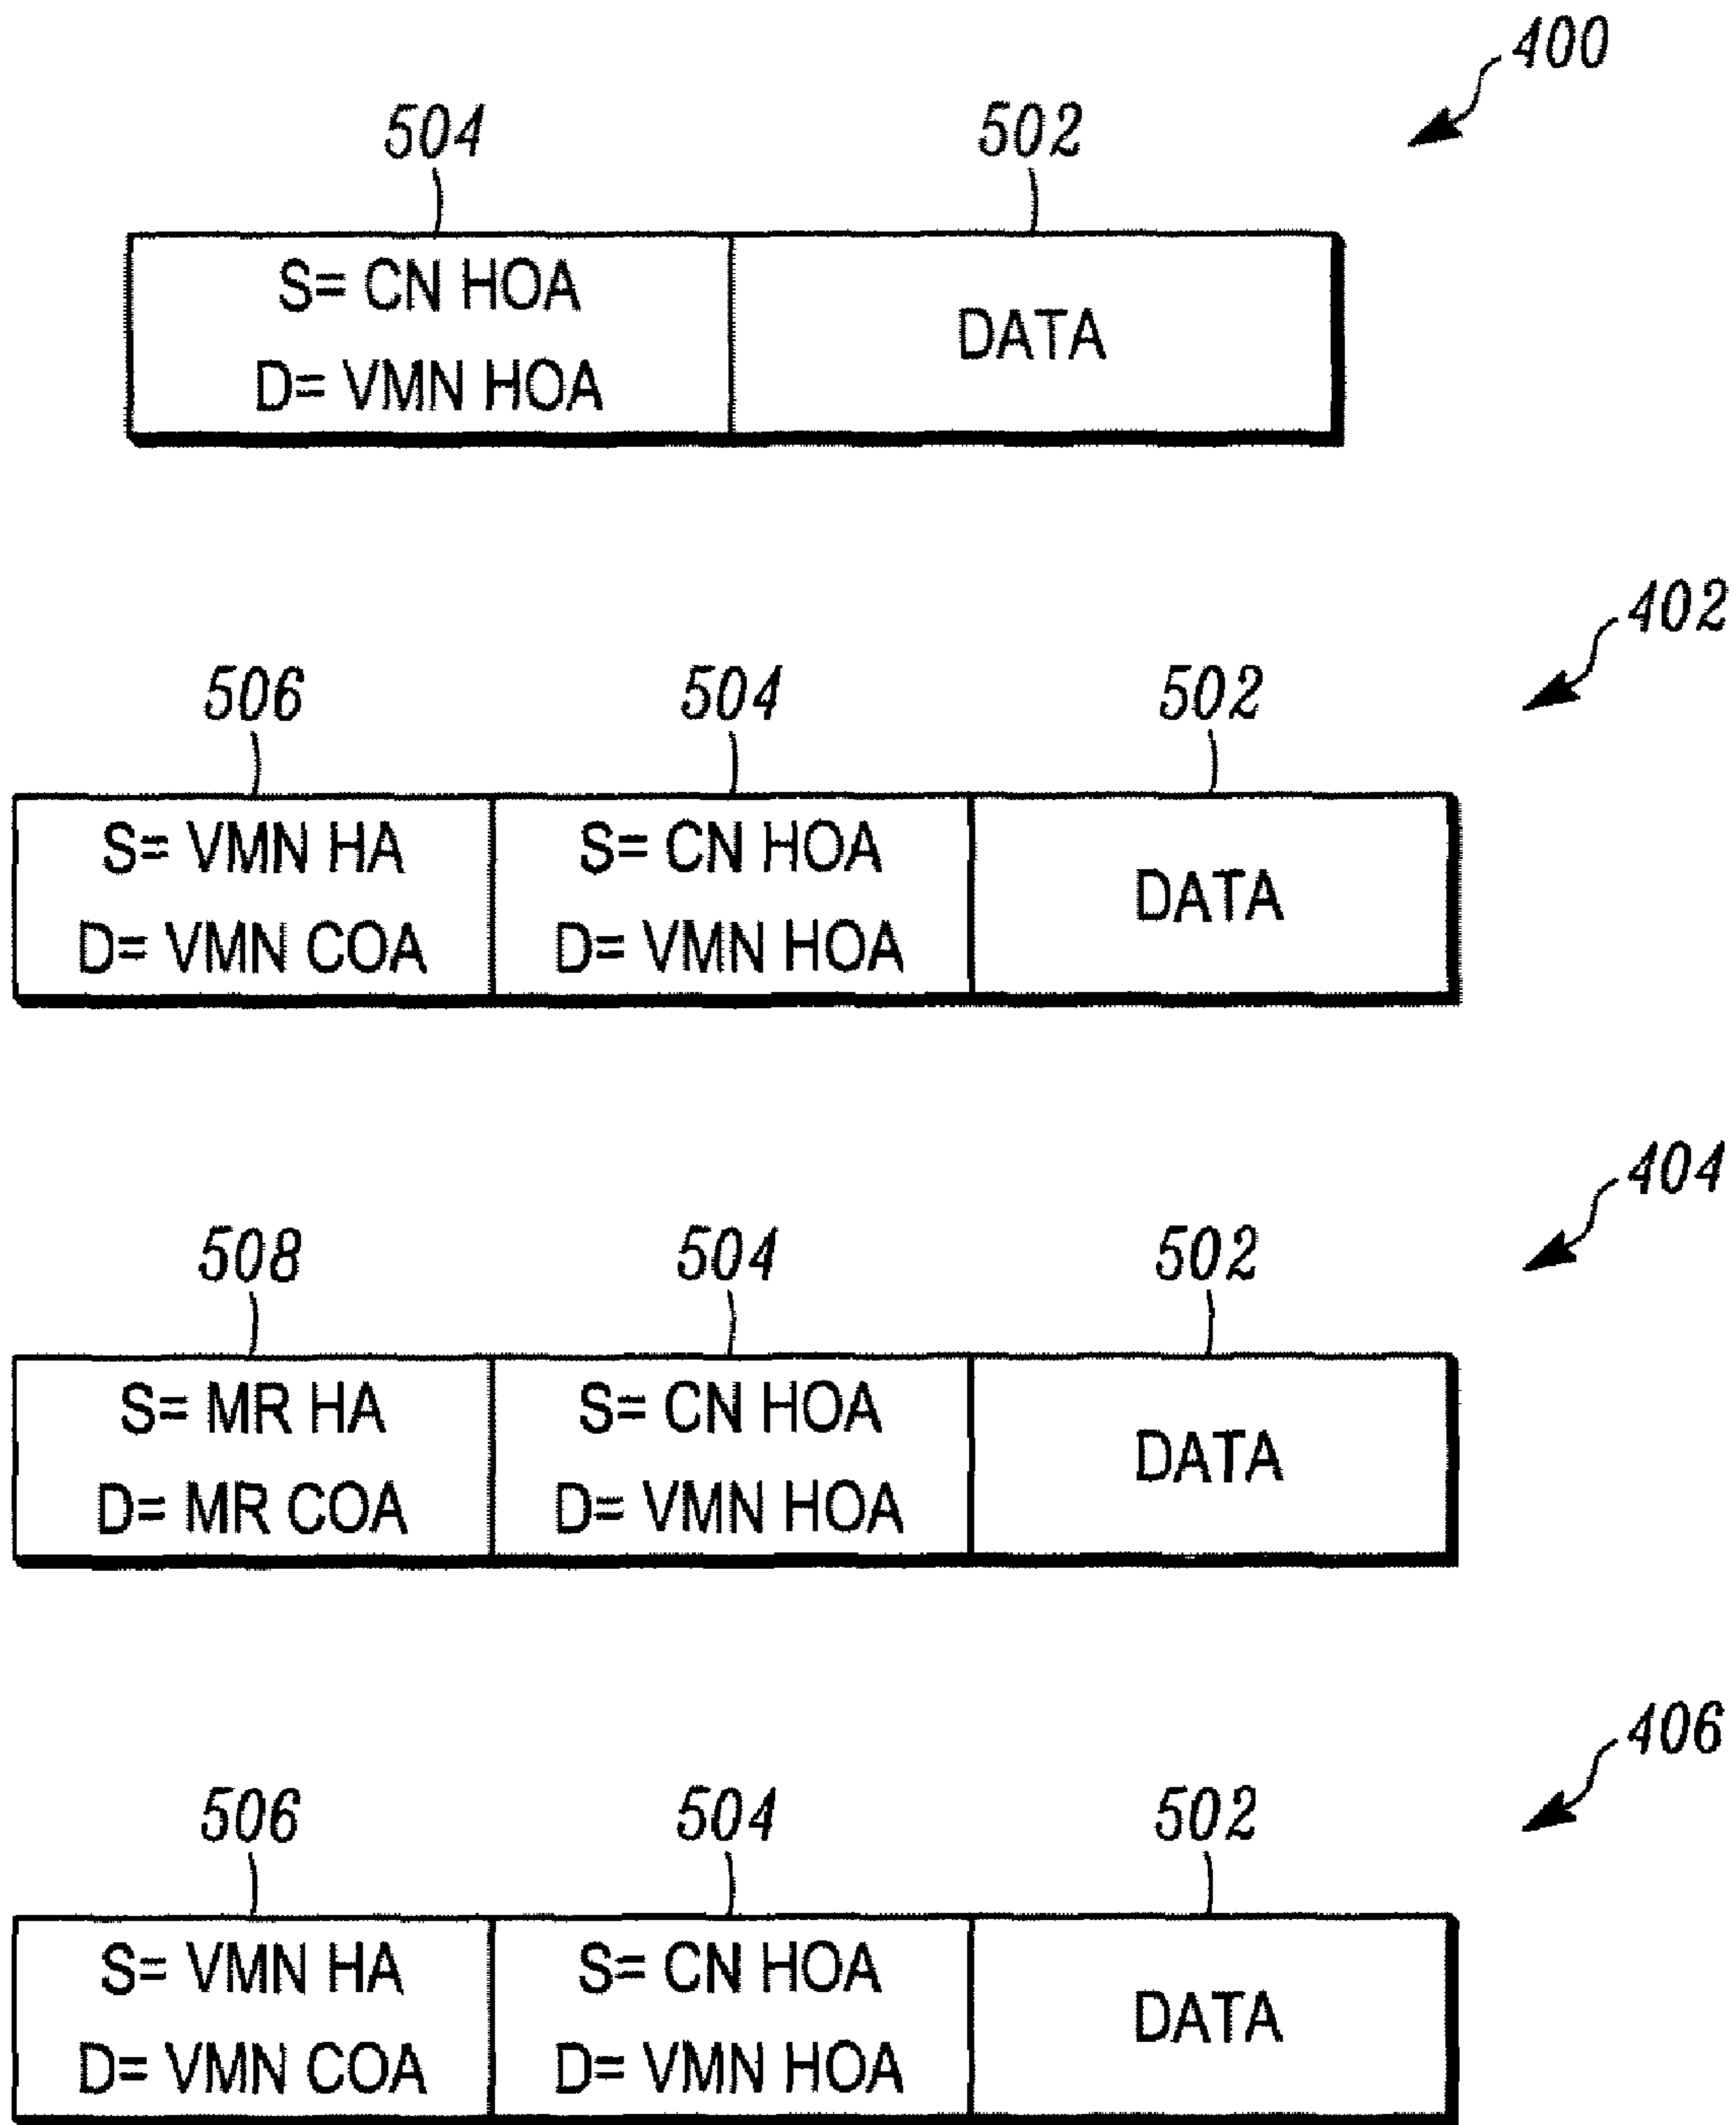 400
504 502
S= CN HOA
D= VMN HOA
DATA
402
506 504 502
S= VMN HA
D= VMN COA
S= CN HOA
D= VMN HOA
DATA
404
508 504 502
S= MR HA
D= MR COA
S= CN HOA
D= VMN HOA
DATA
406
506 504 502
S= VMN HA
D= VMN COA
S= CN HOA
D= VMN HOA
DATA